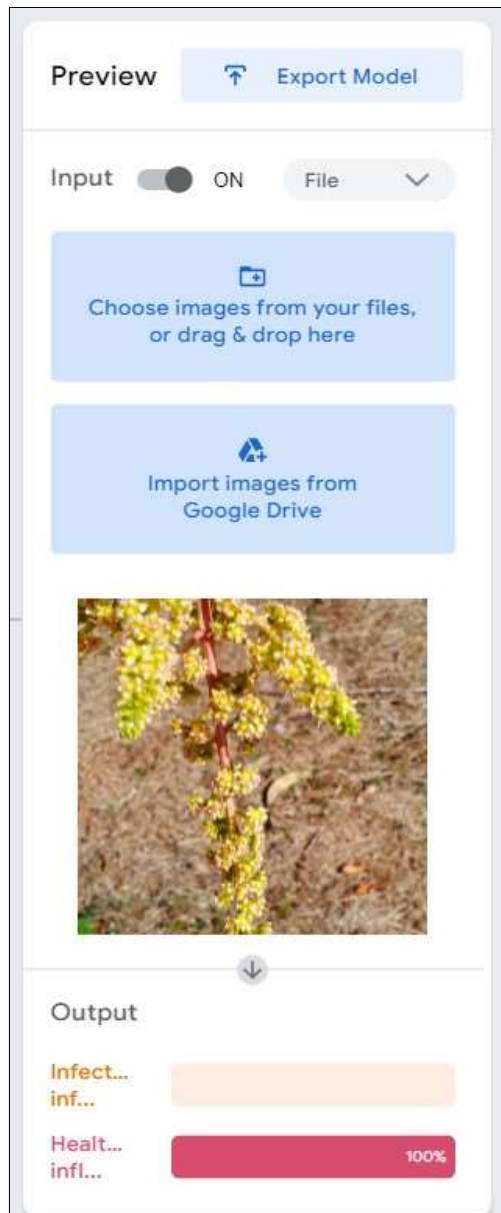 Preview
Export Model
Input
ON
File
Choose images from your files,
or drag & drop here
Import images from
Google Drive
Output
Infect...
inf...
Healt...
infl...
100%